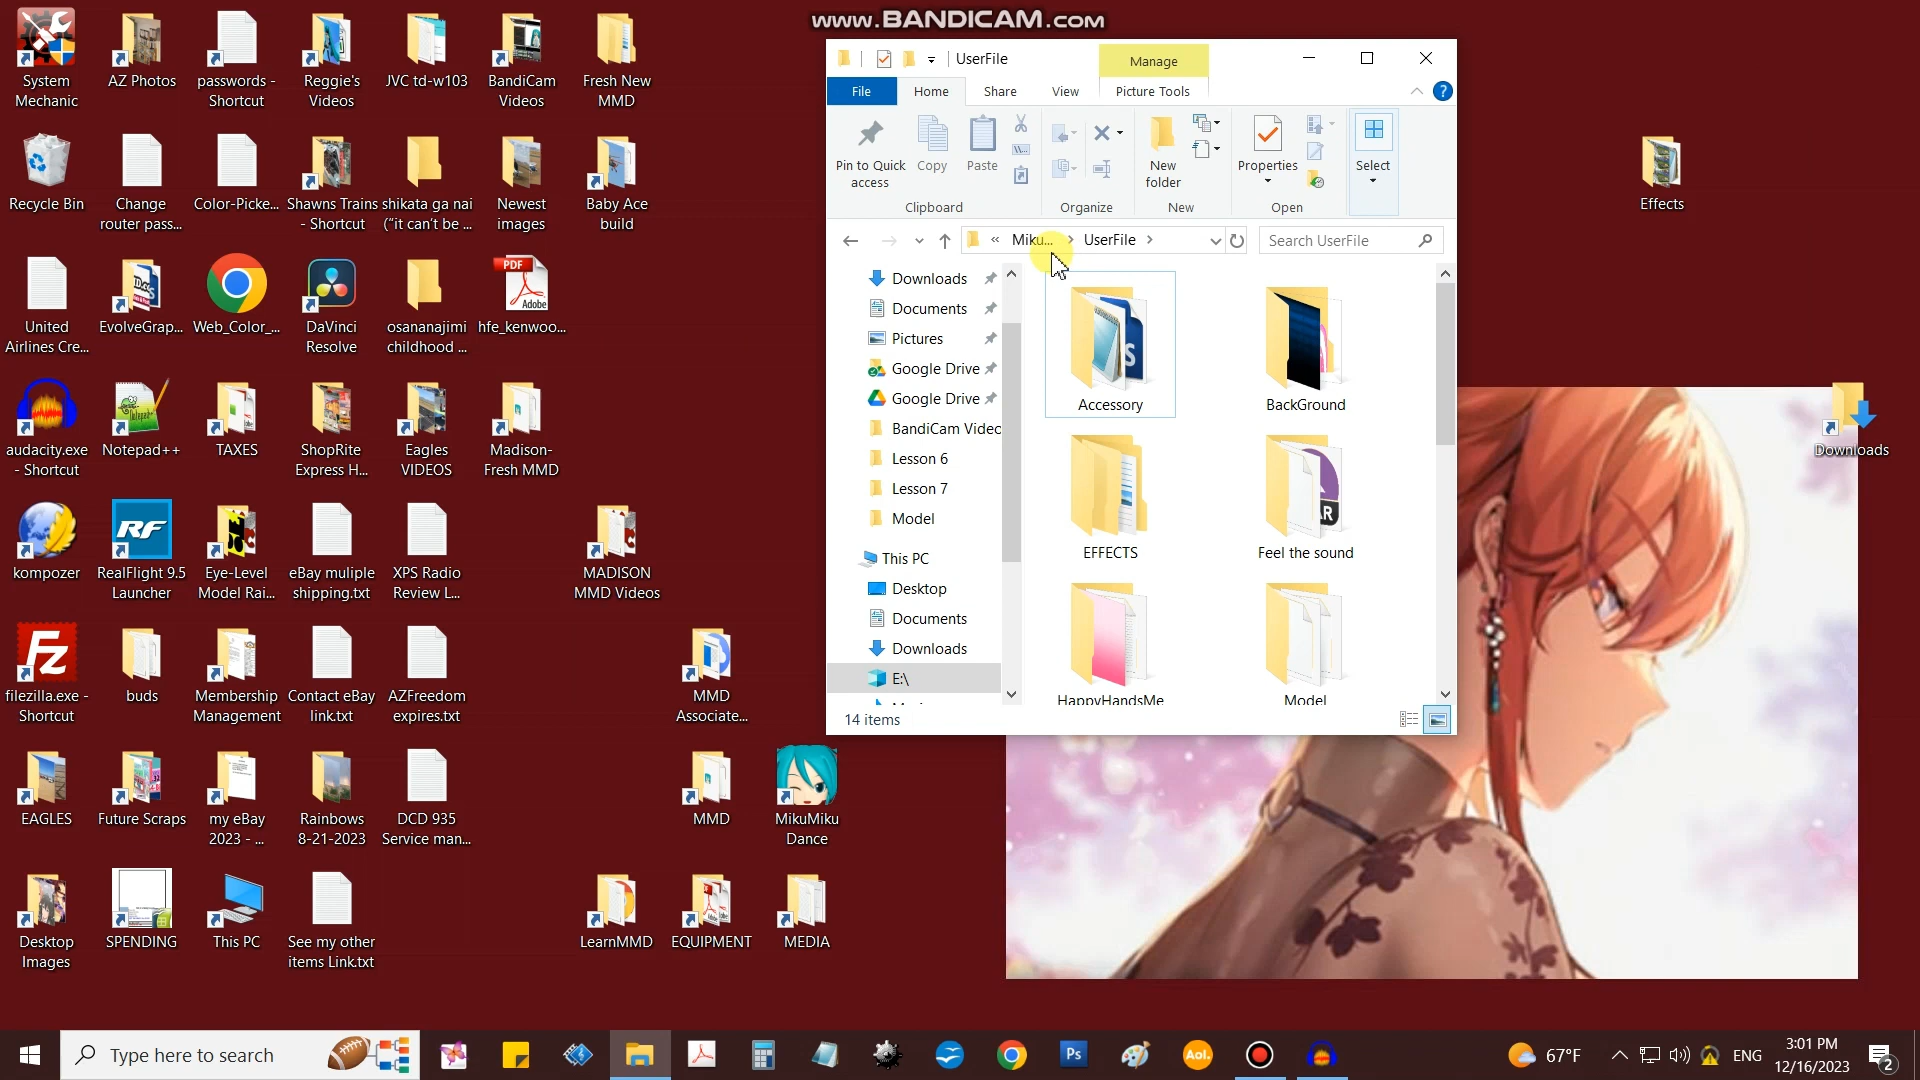 www.BANDICAM.com
System
Mechanic
AZ Photos
passwords -
Shortcut
Reggie's
Videos
JVC td-w103
BandiCam
Videos
Fresh New
MMD
Recycle Bin
Change
router pass...
Color-Picke...
Shawns Trains
- Shortcut
shikata ga nai
("it can't be ...
Newest
images
Baby Ace
build
United
Airlines Cre...
EvolveGrap...
Web_Color_...
DaVinci
Resolve
osananajimi
childhood ...
PDF
Adobe
hfe_kenwoo...
audacity.exe
- Shortcut
Notepad++
TAXES
ShopRite
Express H...
Eagles
VIDEOS
Madison-
Fresh MMD
kompozer
RF
RealFlight 9.5
Launcher
Eye-Level
Model Rai...
eBay muliple
shipping.txt
XPS Radio
Review L...
MADISON
MMD Videos
Fz
filezilla.exe -
Shortcut
buds
Membership
Management
Contact eBay
link.txt
AZFreedom
expires.txt
MMD
Associate...
EAGLES
Future Scraps
my eBay
2023 - ...
Rainbows
8-21-2023
DCD 935
Service man...
MMD
MikuMiku
Dance
Desktop
Images
SPENDING
This PC
See my other
items Link.txt
LearnMMD
EQUIPMENT
MEDIA
UserFile
Manage
File
Home
Share
View
Picture Tools
Pin to Quick
access
Copy
Paste
New
folder
Properties
Select
Clipboard
Organize
New
Open
« Miku... > UserFile >
Search UserFile
Downloads
Documents
Pictures
Google Drive
Google Drive
BandiCam Videc
Lesson 6
Lesson 7
Model
This PC
Desktop
Documents
Downloads
E:\
Accessory
BackGround
EFFECTS
Feel the sound
HappyHandsMe
Model
14 items
Effects
Downloads
Type here to search
Ps
Aol.
67°F
ENG
3:01 PM
12/16/2023
2